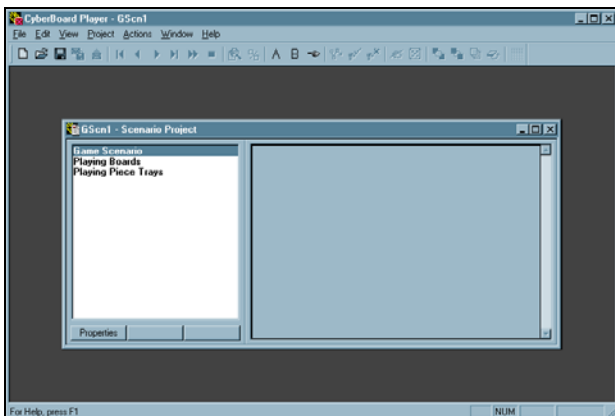 CyberBoard Player - GScn1
File Edit View Project Actions Window Help
A B
GScn1 - Scenario Project
Game Scenario
Playing Boards
Playing Piece Trays
Properties
For Help, press F1
NUM